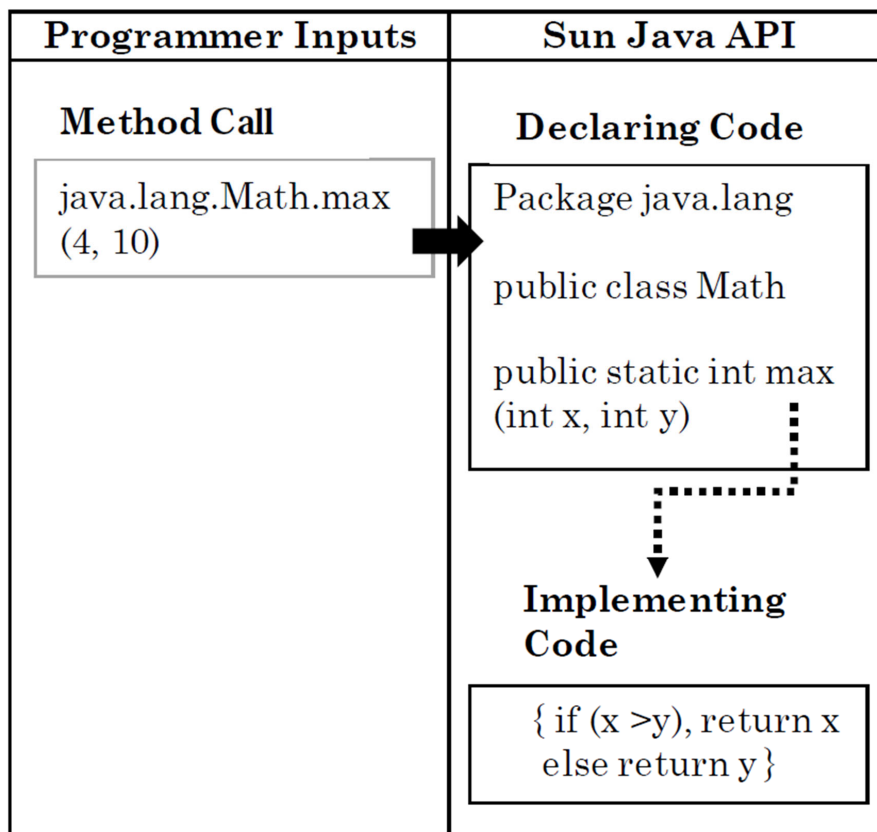 Programmer Inputs
Sun Java API
Method Call
java.lang.Math.max
(4, 10)
Declaring Code
Package java.lang
public class Math
public static int max
(int x, int y)
Implementing
Code
{ if (x >y), return x
else return y }